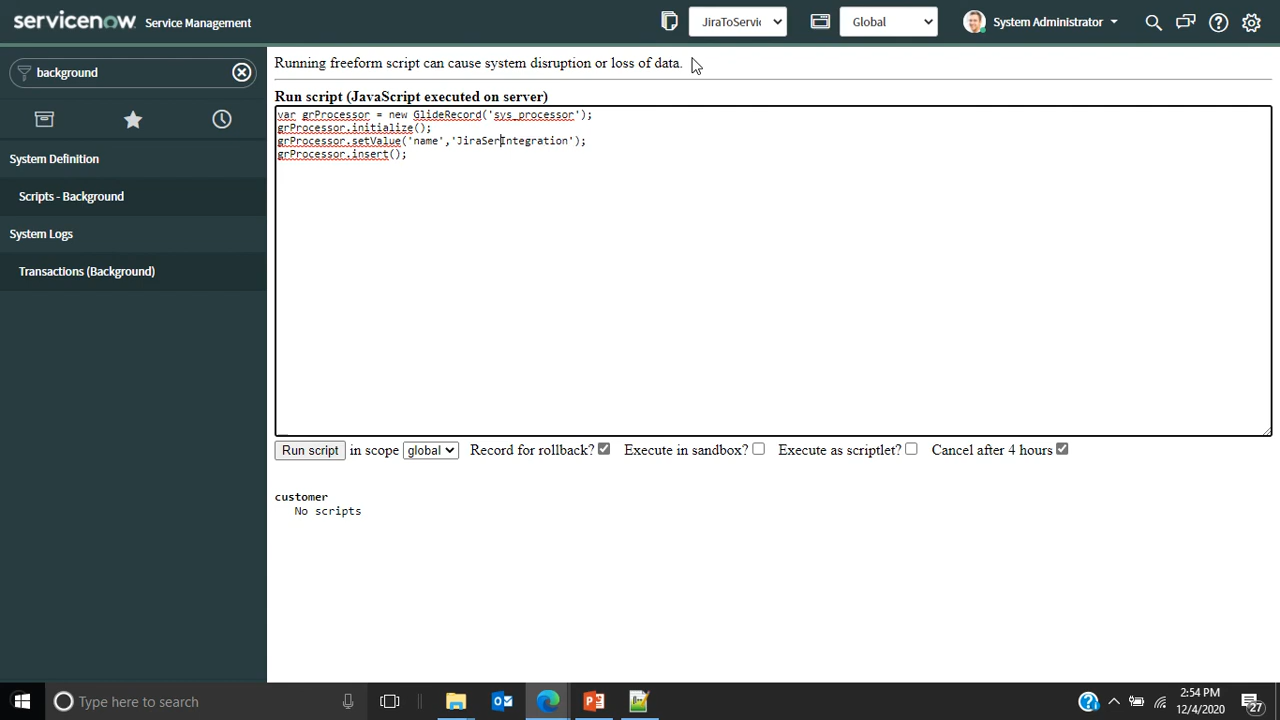 servicenow Service Management
JiraToServic
Global
System Administrator
background
Running freeform script can cause system disruption or loss of data.
Run script (JavaScript executed on server)
var grProcessor = new GlideRecord('sys_processor');
grProcessor.initialize();
grProcessor.setValue('name','JiraSerIntegration');
grProcessor.insert();
System Definition
Scripts - Background
System Logs
Transactions (Background)
Run script in scope global Record for rollback? Execute in sandbox? Execute as scriptlet? Cancel after 4 hours
customer
No scripts
Type here to search
2:54 PM
12/4/2020
27